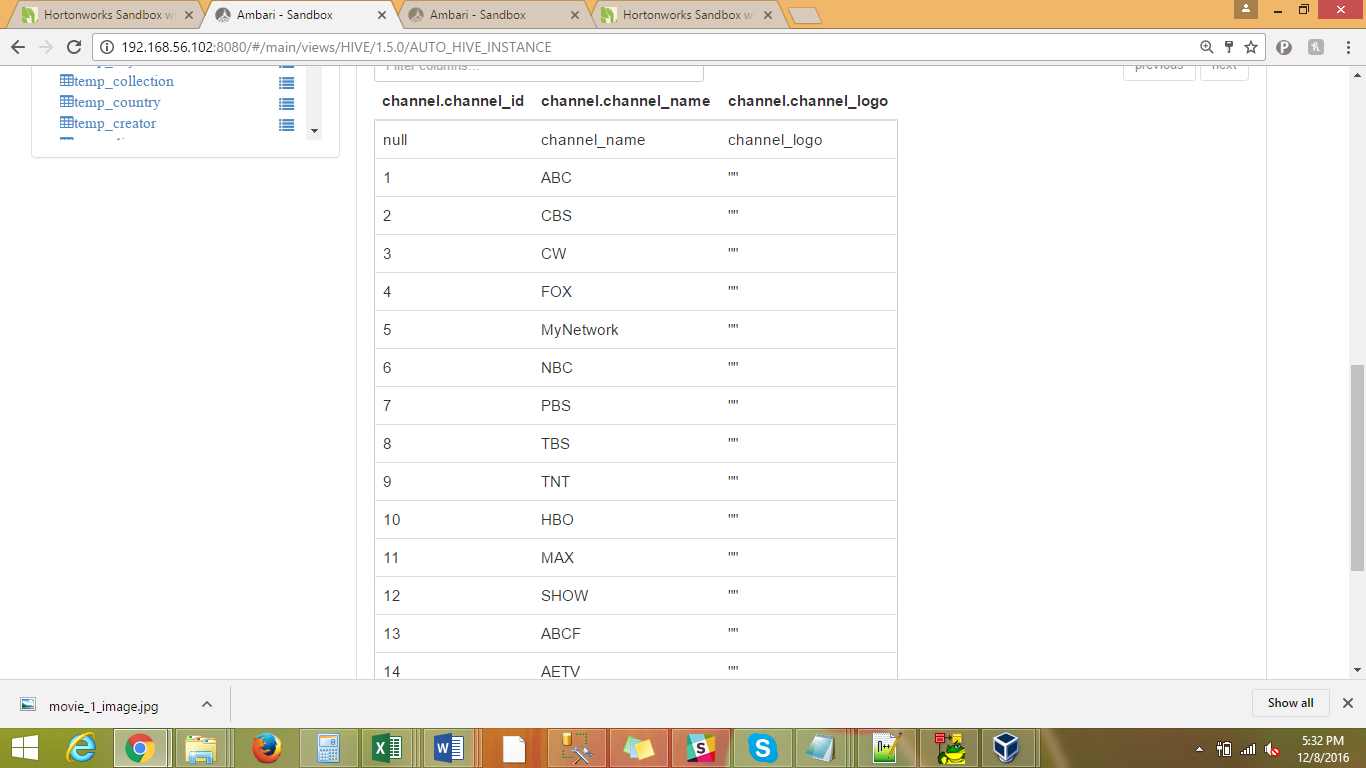 Hortonworks Sandbox w
Ambari - Sandbox
Ambari - Sandbox
Hortonworks Sandbox w
192.168.56.102:8080/#/main/views/HIVE/1.5.0/AUTO_HIVE_INSTANCE
temp_collection
temp_country
temp_creator
Filter columns...
previous next
channel.channel_id channel.channel_name channel.channel_logo
null channel_name channel_logo
1 ABC ""
2 CBS ""
3 CW ""
4 FOX ""
5 MyNetwork ""
6 NBC ""
7 PBS ""
8 TBS ""
9 TNT ""
10 HBO ""
11 MAX ""
12 SHOW ""
13 ABCF ""
14 AETV ""
movie_1_image.jpg
Show all
5:32 PM
12/8/2016